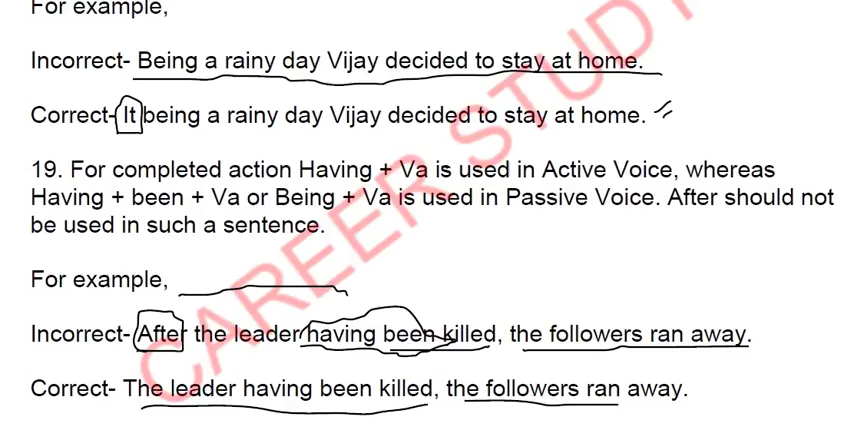 For example,
Incorrect- Being a rainy day Vijay decided to stay at home.
Correct- It being a rainy day Vijay decided to stay at home.
19. For completed action Having + Va is used in Active Voice, whereas
Having + been + Va or Being + Va is used in Passive Voice. After should not
be used in such a sentence.
For example,
Incorrect- After the leader having been killed, the followers ran away.
Correct- The leader having been killed, the followers ran away.
CAREER STUDY